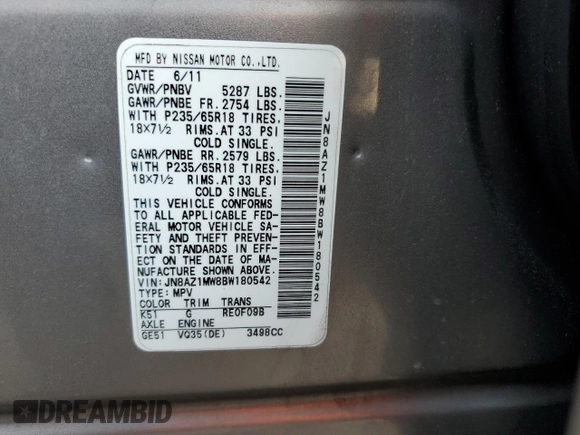 MFD BY NISSAN MOTOR CO.,LTD.
DATE 6/11
GVWR/PNBV 5287 LBS.
GAWR/PNBE FR. 2754 LBS.
WITH P235/65R18 TIRES,
18X7½ RIMS. AT 33 PSI
COLD SINGLE.
GAWR/PNBE RR. 2579 LBS.
WITH P235/65R18 TIRES,
18X7½ RIMS. AT 33 PSI
COLD SINGLE.
THIS VEHICLE CONFORMS
TO ALL APPLICABLE FED-
ERAL MOTOR VEHICLE SA-
FETY AND THEFT PREVEN-
TION STANDARDS IN EFF-
ECT ON THE DATE OF MA-
NUFACTURE SHOWN ABOVE.
VIN:JN8AZ1MW8BW180542
TYPE: MPV
COLOR TRIM TRANS
K51 G RE0F09B
AXLE ENGINE
GE51 VQ35(DE) 3498CC
JN8AZ1MW8BW180542
DREAMBID